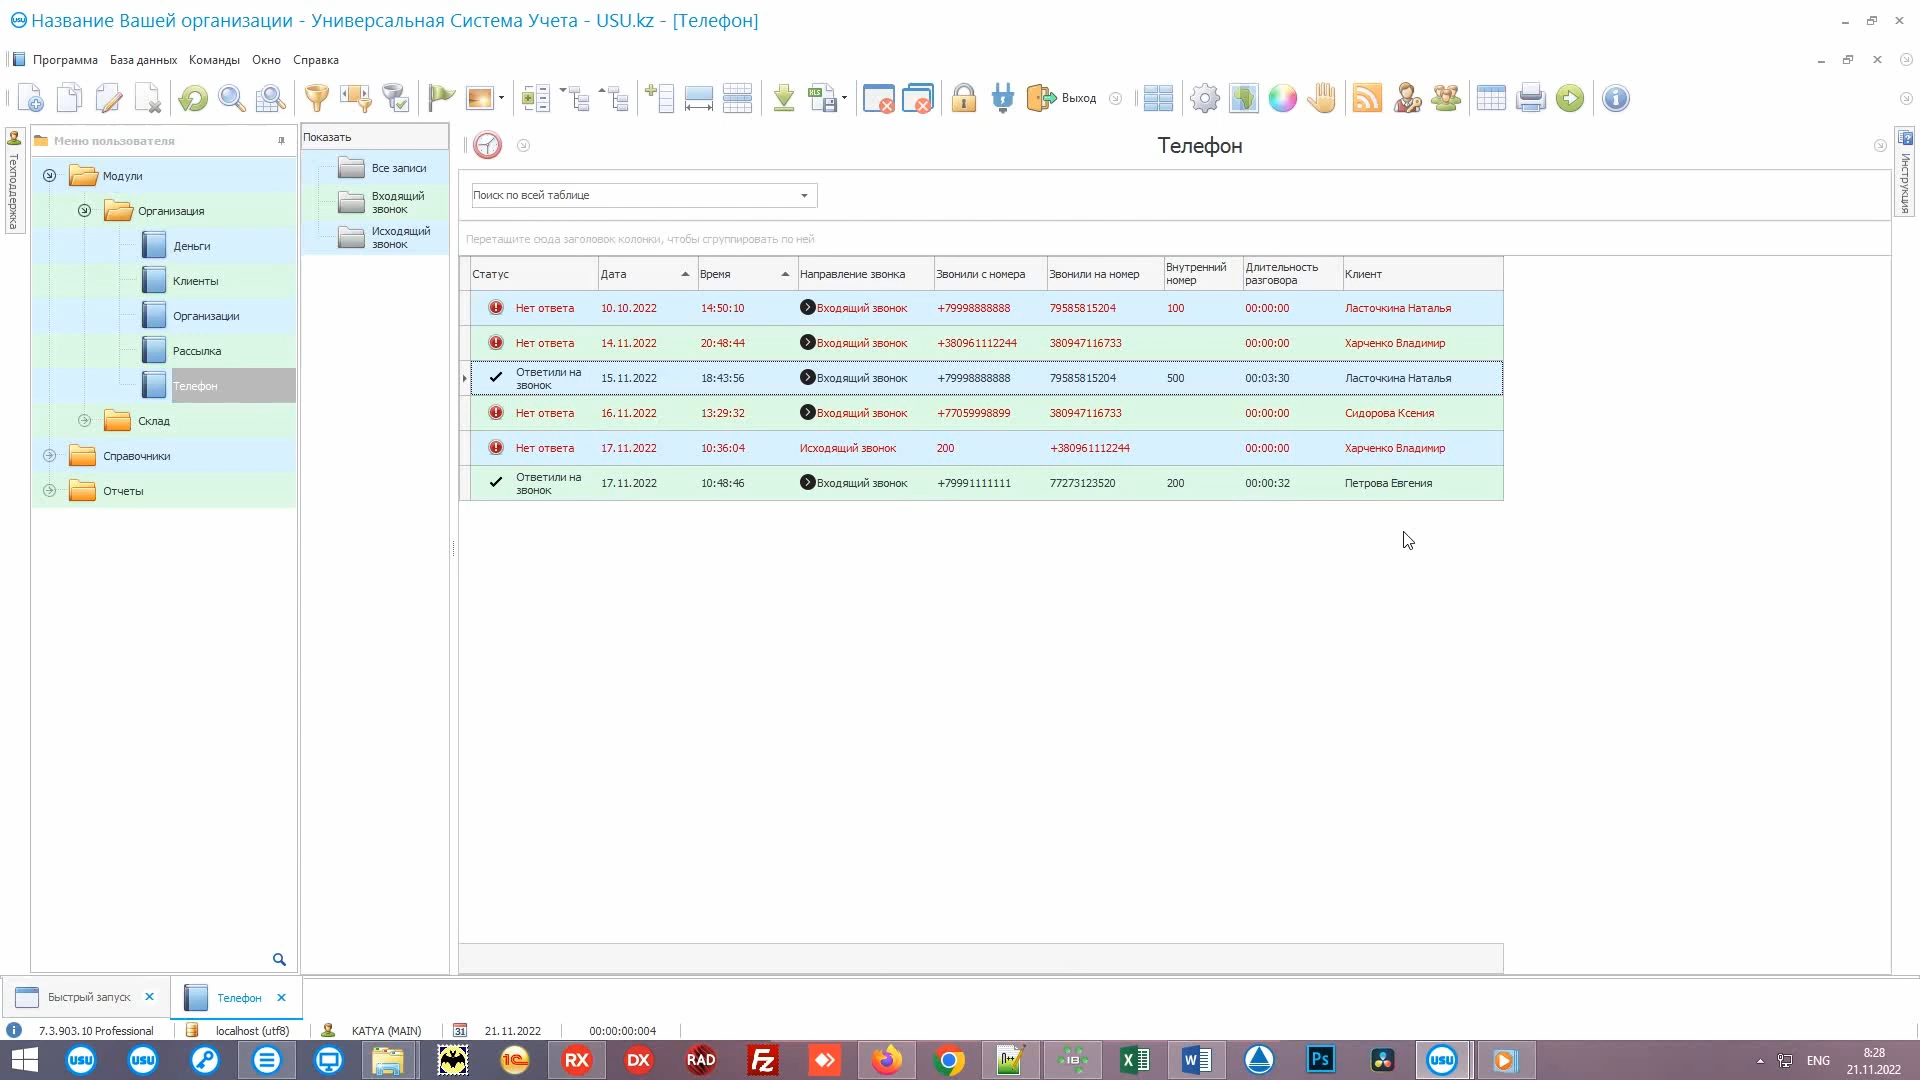 Название Вашей организации - Универсальная Система Учета - USU.kz - [Телефон]
Программа База данных Команды Окно Справка
Выход
Техподдержка
Меню пользователя
Модули
Организация
Деньги
Клиенты
Организации
Рассылка
Телефон
Склад
Справочники
Отчеты
Показать
Все записи
Входящий
звонок
Исходящий
звонок
Телефон
Инструкция
Поиск по всей таблице
Перетащите сюда заголовок колонки, чтобы сгруппировать по ней
Статус Дата Время Направление звонка Звонили с номера Звонили на номер Внутренний номер Длительность разговора Клиент
Нет ответа 10.10.2022 14:50:10 Входящий звонок +79998888888 79585815204 100 00:00:00 Ласточкина Наталья
Нет ответа 14.11.2022 20:48:44 Входящий звонок +380961112244 380947116733 00:00:00 Харченко Владимир
Ответили на звонок 15.11.2022 18:43:56 Входящий звонок +79998888888 79585815204 500 00:03:30 Ласточкина Наталья
Нет ответа 16.11.2022 13:29:32 Входящий звонок +77059998899 380947116733 00:00:00 Сидорова Ксения
Нет ответа 17.11.2022 10:36:04 Исходящий звонок 200 +380961112244 00:00:00 Харченко Владимир
Ответили на звонок 17.11.2022 10:48:46 Входящий звонок +79991111111 77273123520 200 00:00:32 Петрова Евгения
Быстрый запуск Телефон
7.3.903.10 Professional localhost (utf8) KATYA (MAIN) 31 21.11.2022 00:00:00:004
USU USU 1С RX DX RAD FZ Ps USU ENG 8:28
21.11.2022